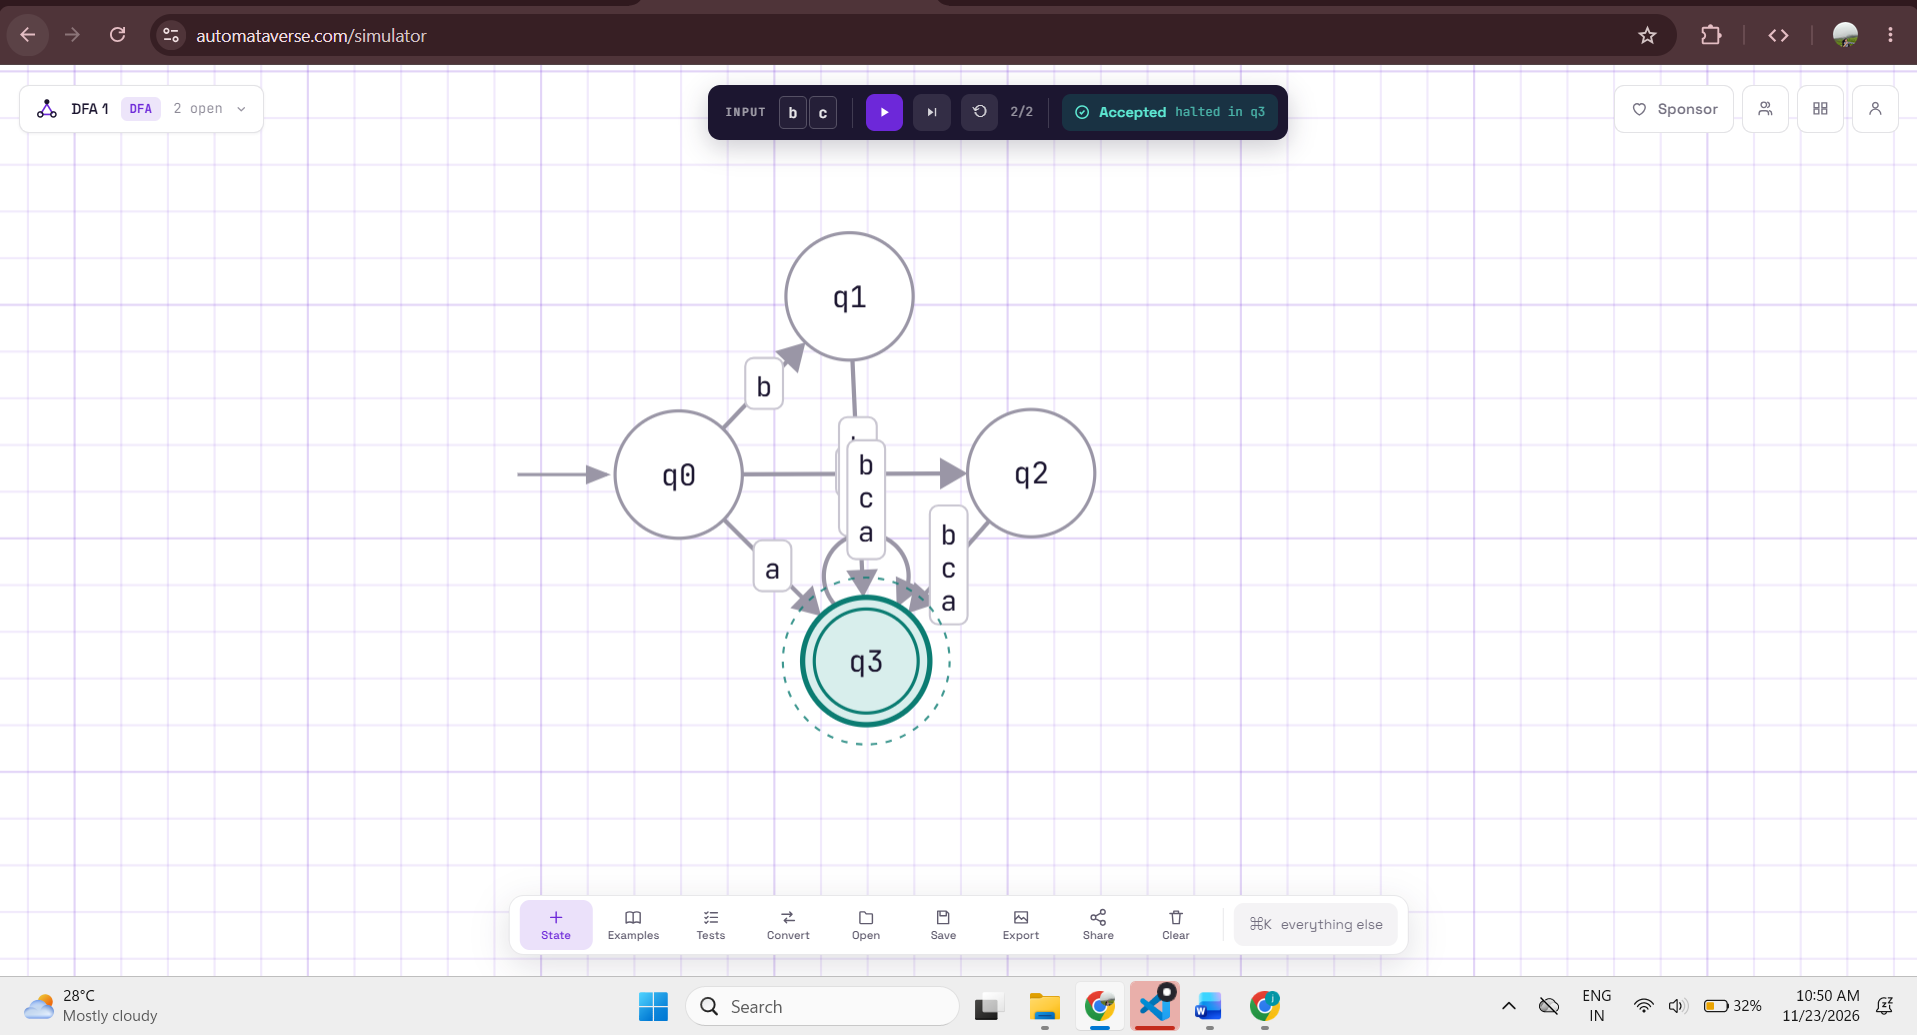 automataverse.com/simulator
DFA 1 DFA 2 open
INPUT b c 2/2 Accepted halted in q3
Sponsor
q1
b
q0
q2
b
c
a
b
c
a
a
q3
State
Examples
Tests
Convert
Open
Save
Export
Share
Clear
⌘K everything else
28°C
Mostly cloudy
Search
ENG
IN
32%
10:50 AM
11/23/2026